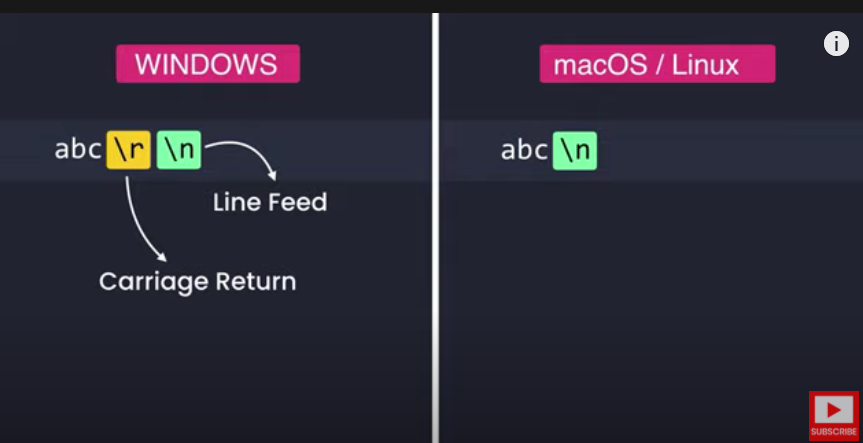 WINDOWS
abc\r\n
Line Feed
Carriage Return
macOS / Linux
abc\n
i
SUBSCRIBE